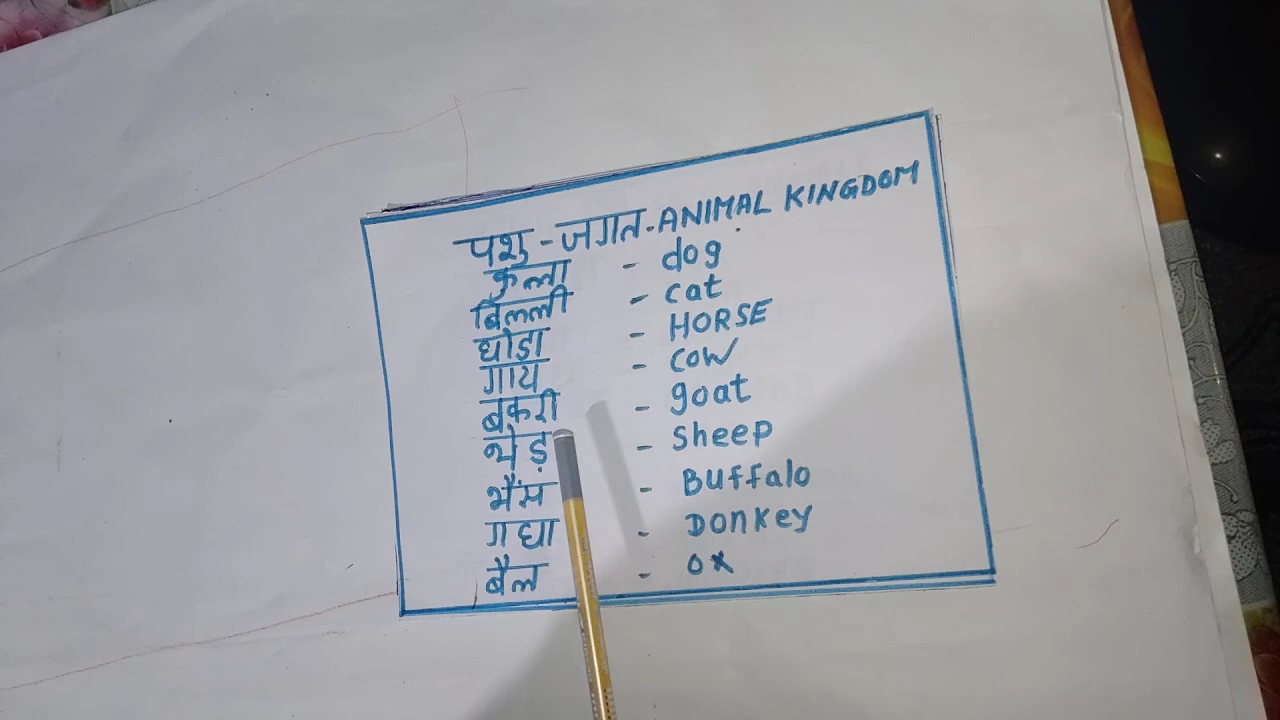 पशु-जगत-ANIMAL KINGDOM
कुत्ता - dog
बिल्ली - cat
घोड़ा - HORSE
गाय - cow
बकरी - goat
भेड़ - sheep
भैंस - Buffalo
गधा - Donkey
बैल - ox